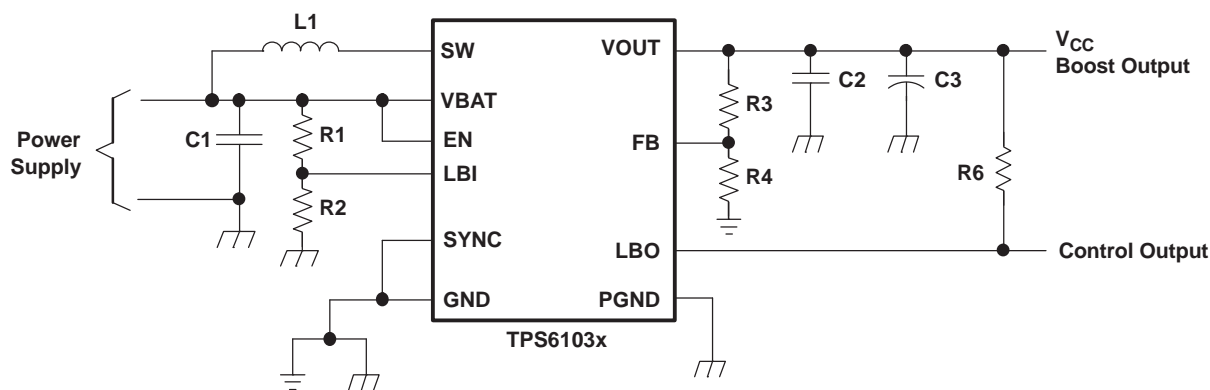 L1
SW
VOUT
VCC
Boost Output
C2
C3
R3
VBAT
Power
Supply
C1
R1
EN
FB
LBI
R4
R6
R2
SYNC
LBO
Control Output
GND
PGND
TPS6103x